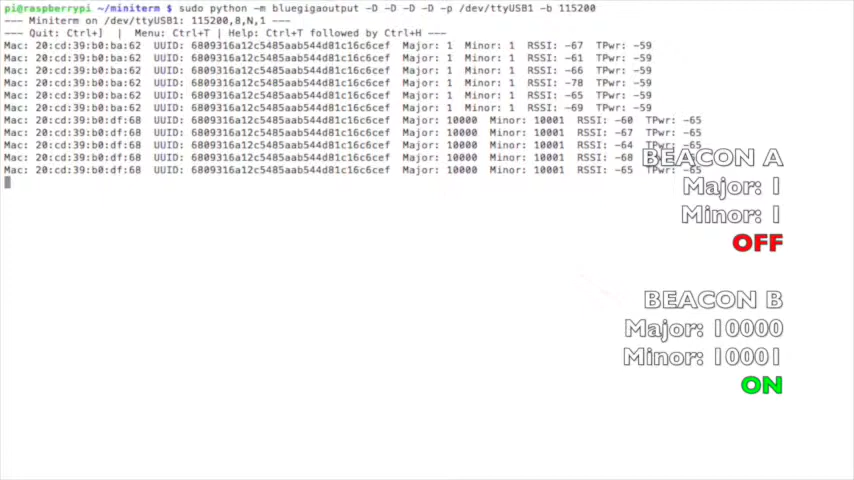 pi@raspberrypi ~/miniterm $ sudo python -m bluegigaoutput -D -D -D -D -p /dev/ttyUSB1 -b 115200
--- Miniterm on /dev/ttyUSB1: 115200,8,N,1 ---
--- Quit: Ctrl+]  |  Menu: Ctrl+T | Help: Ctrl+T followed by Ctrl+H ---
Mac: 20:cd:39:b0:ba:62  UUID: 6809316a12c5485aab544d81c16c6cef  Major: 1  Minor: 1  RSSI: -67  TPwr: -59
Mac: 20:cd:39:b0:ba:62  UUID: 6809316a12c5485aab544d81c16c6cef  Major: 1  Minor: 1  RSSI: -61  TPwr: -59
Mac: 20:cd:39:b0:ba:62  UUID: 6809316a12c5485aab544d81c16c6cef  Major: 1  Minor: 1  RSSI: -66  TPwr: -59
Mac: 20:cd:39:b0:ba:62  UUID: 6809316a12c5485aab544d81c16c6cef  Major: 1  Minor: 1  RSSI: -78  TPwr: -59
Mac: 20:cd:39:b0:ba:62  UUID: 6809316a12c5485aab544d81c16c6cef  Major: 1  Minor: 1  RSSI: -65  TPwr: -59
Mac: 20:cd:39:b0:ba:62  UUID: 6809316a12c5485aab544d81c16c6cef  Major: 1  Minor: 1  RSSI: -69  TPwr: -59
Mac: 20:cd:39:b0:df:68  UUID: 6809316a12c5485aab544d81c16c6cef  Major: 10000  Minor: 10001  RSSI: -60  TPwr: -65
Mac: 20:cd:39:b0:df:68  UUID: 6809316a12c5485aab544d81c16c6cef  Major: 10000  Minor: 10001  RSSI: -67  TPwr: -65
Mac: 20:cd:39:b0:df:68  UUID: 6809316a12c5485aab544d81c16c6cef  Major: 10000  Minor: 10001  RSSI: -64  TPwr: -65
Mac: 20:cd:39:b0:df:68  UUID: 6809316a12c5485aab544d81c16c6cef  Major: 10000  Minor: 10001  RSSI: -68
Mac: 20:cd:39:b0:df:68  UUID: 6809316a12c5485aab544d81c16c6cef  Major: 10000  Minor: 10001  RSSI: -65  TPwr: -65
BEACON A
Major: 1
Minor: 1
OFF
BEACON B
Major: 10000
Minor: 10001
ON